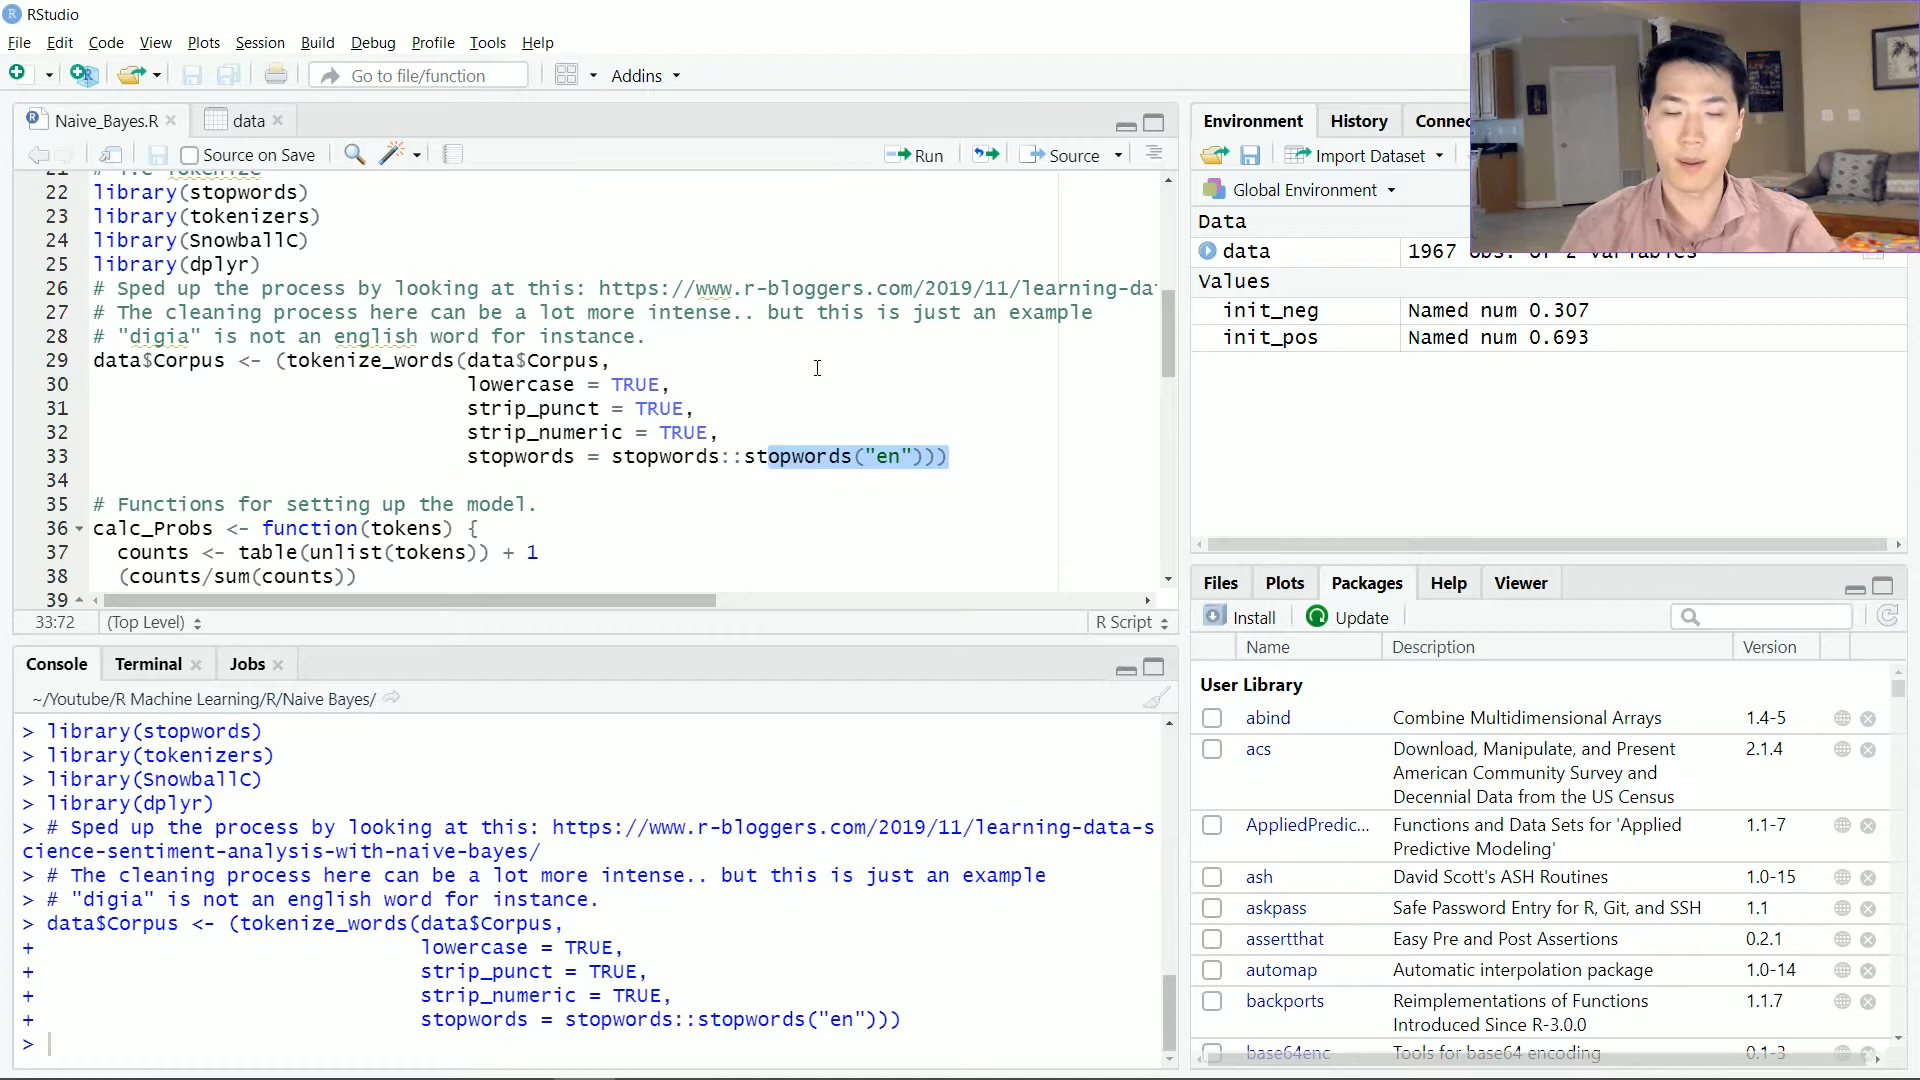 RStudio
File Edit Code View Plots Session Build Debug Profile Tools Help
Go to file/function Addins
Naive_Bayes.R data
Source on Save Run Source
22 library(stopwords)
23 library(tokenizers)
24 library(SnowballC)
25 library(dplyr)
26 # Sped up the process by looking at this: https://www.r-bloggers.com/2019/11/learning-da
27 # The cleaning process here can be a lot more intense.. but this is just an example
28 # "digia" is not an english word for instance.
29 data$Corpus <- (tokenize_words(data$Corpus,
30 lowercase = TRUE,
31 strip_punct = TRUE,
32 strip_numeric = TRUE,
33 stopwords = stopwords::stopwords("en")))
34
35 # Functions for setting up the model.
36 calc_Probs <- function(tokens) {
37 counts <- table(unlist(tokens)) + 1
38 (counts/sum(counts))
39
33:72 (Top Level) R Script
Console Terminal Jobs
~/Youtube/R Machine Learning/R/Naive Bayes/
> library(stopwords)
> library(tokenizers)
> library(SnowballC)
> library(dplyr)
> # Sped up the process by looking at this: https://www.r-bloggers.com/2019/11/learning-data-s
cience-sentiment-analysis-with-naive-bayes/
> # The cleaning process here can be a lot more intense.. but this is just an example
> # "digia" is not an english word for instance.
> data$Corpus <- (tokenize_words(data$Corpus,
+ lowercase = TRUE,
+ strip_punct = TRUE,
+ strip_numeric = TRUE,
+ stopwords = stopwords::stopwords("en")))
>
Environment History Connec
Import Dataset
Global Environment
Data
data 1967 obs. of 2 variables
Values
init_neg Named num 0.307
init_pos Named num 0.693
Files Plots Packages Help Viewer
Install Update
Name Description Version
User Library
abind Combine Multidimensional Arrays 1.4-5
acs Download, Manipulate, and Present 2.1.4
American Community Survey and
Decennial Data from the US Census
AppliedPredic... Functions and Data Sets for 'Applied 1.1-7
Predictive Modeling'
ash David Scott's ASH Routines 1.0-15
askpass Safe Password Entry for R, Git, and SSH 1.1
assertthat Easy Pre and Post Assertions 0.2.1
automap Automatic interpolation package 1.0-14
backports Reimplementations of Functions 1.1.7
Introduced Since R-3.0.0
base64enc Tools for base64 encoding 0.1-3